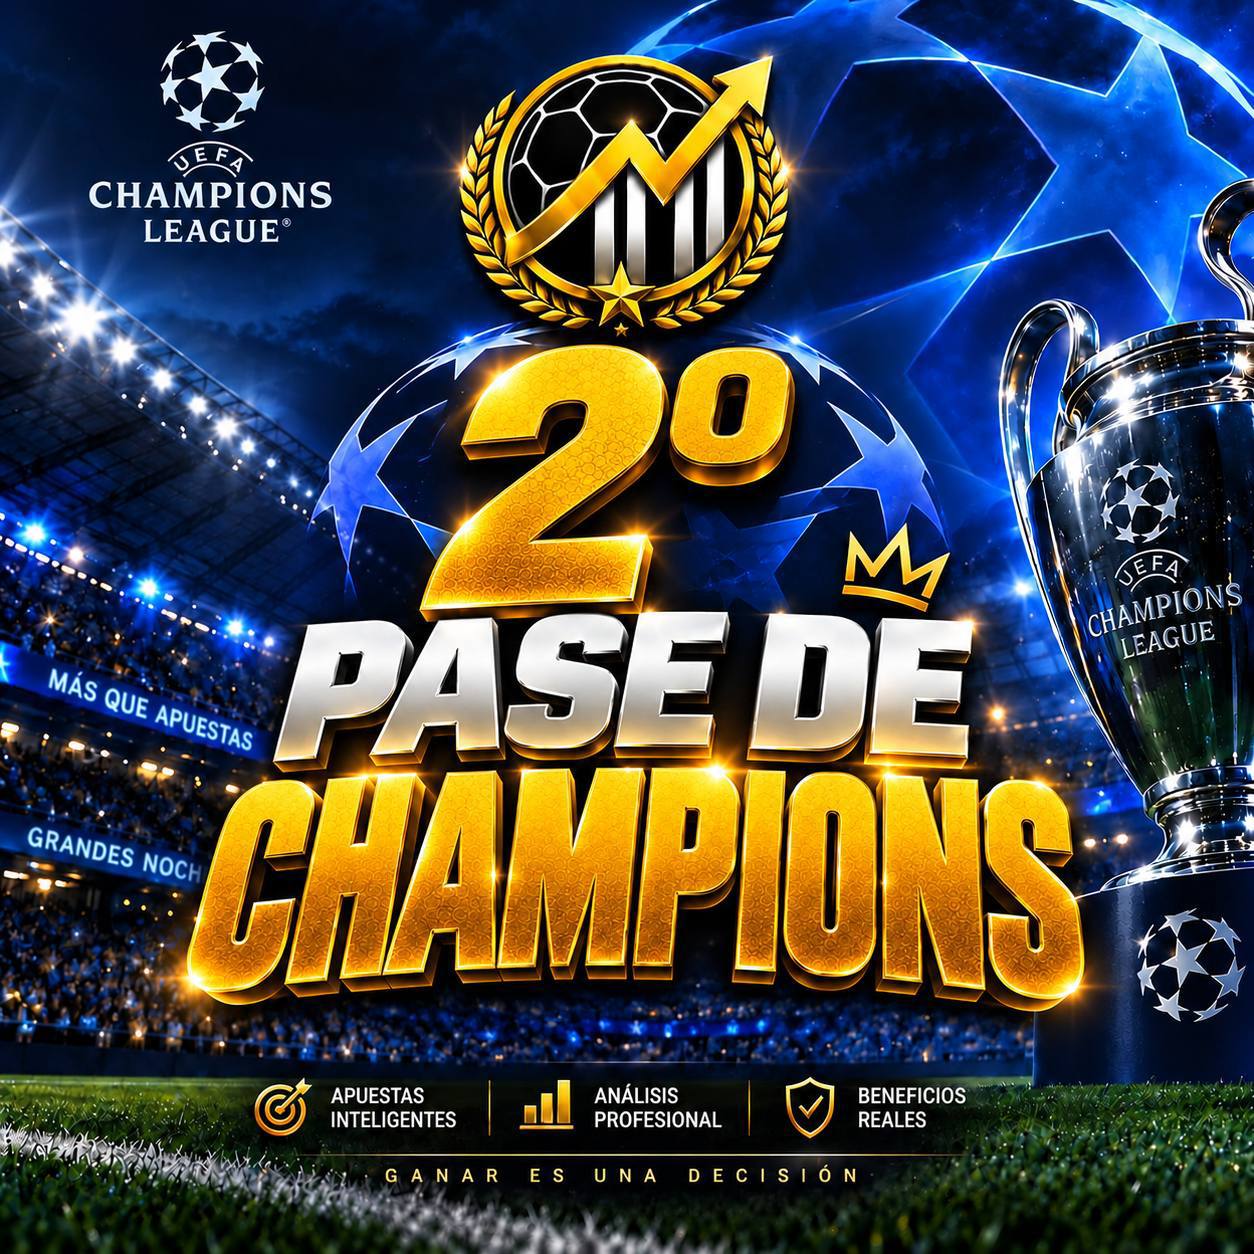 UEFA
CHAMPIONS
LEAGUE®
2º
PASE DE
CHAMPIONS
MÁS QUE APUESTAS
GRANDES NOCH
UEFA
CHAMPIONS
LEAGUE
APUESTAS
INTELIGENTES
ANÁLISIS
PROFESIONAL
BENEFICIOS
REALES
GANAR ES UNA DECISIÓN